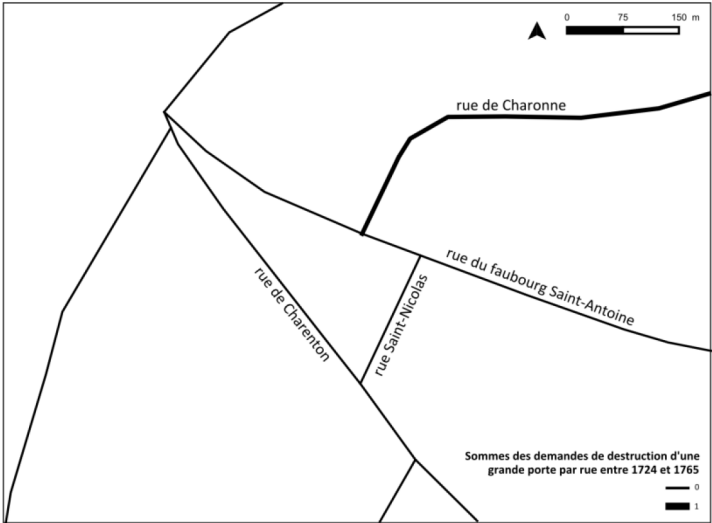 0 75 150 m
rue de Charonne
rue du faubourg Saint-Antoine
rue de Charenton
rue Saint-Nicolas
Sommes des demandes de destruction d'une
grande porte par rue entre 1724 et 1765
0
1